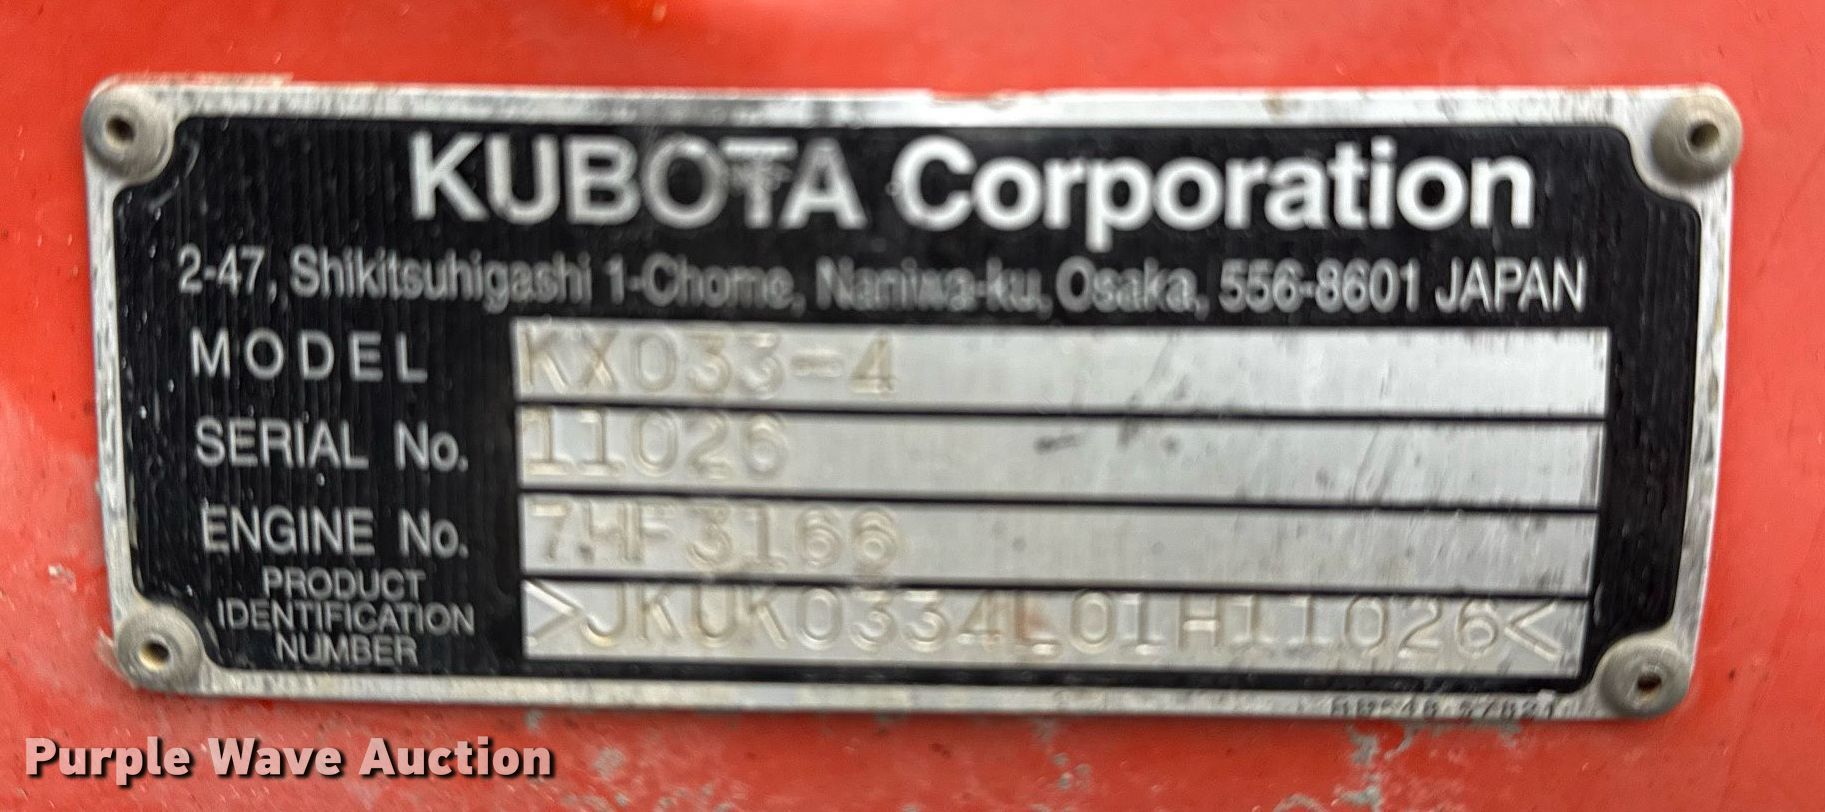 KUBOTA Corporation
2-47, Shikitsuhigashi 1-Chome, Naniwa-ku, Osaka, 556-8601 JAPAN
MODEL KX033-4
SERIAL No. 11026
ENGINE No. 7HF3166
PRODUCT
IDENTIFICATION
NUMBER
>JKUK0334L01H11026<
Purple Wave Auction